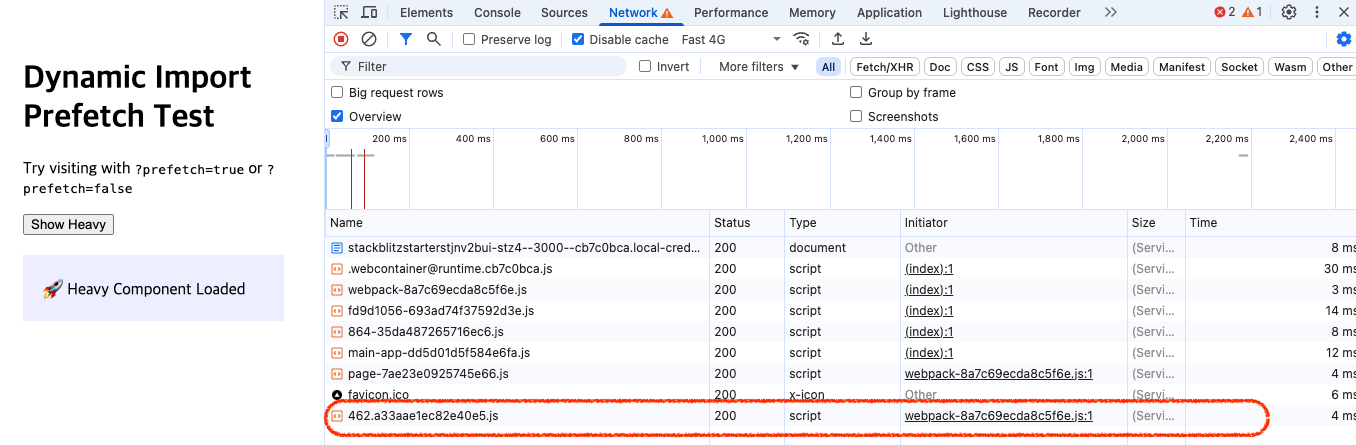 Elements Console Sources Network Performance Memory Application Lighthouse Recorder 2 1
Preserve log Disable cache Fast 4G
Filter Invert More filters All Fetch/XHR Doc CSS JS Font Img Media Manifest Socket Wasm Other
Big request rows Group by frame
Overview Screenshots
200 ms 400 ms 600 ms 800 ms 1,000 ms 1,200 ms 1,400 ms 1,600 ms 1,800 ms 2,000 ms 2,200 ms 2,400 ms
Dynamic Import
Prefetch Test
Try visiting with ?prefetch=true or ?
prefetch=false
Show Heavy
🚀 Heavy Component Loaded
Name Status Type Initiator Size Time
stackblitzstarterstjnv2bui-stz4--3000--cb7c0bca.local-cred... 200 document Other (Servi... 8 ms
.webcontainer@runtime.cb7c0bca.js 200 script (index):1 (Servi... 30 ms
webpack-8a7c69ecda8c5f6e.js 200 script (index):1 (Servi... 3 ms
fd9d1056-693ad74f37592d3e.js 200 script (index):1 (Servi... 14 ms
864-35da487265716ec6.js 200 script (index):1 (Servi... 8 ms
main-app-dd5d01d5f584e6fa.js 200 script (index):1 (Servi... 12 ms
page-7ae23e0925745e66.js 200 script webpack-8a7c69ecda8c5f6e.js:1 (Servi... 4 ms
favicon.ico 200 x-icon Other (Servi... 6 ms
462.a33aae1ec82e40e5.js 200 script webpack-8a7c69ecda8c5f6e.js:1 (Servi... 4 ms